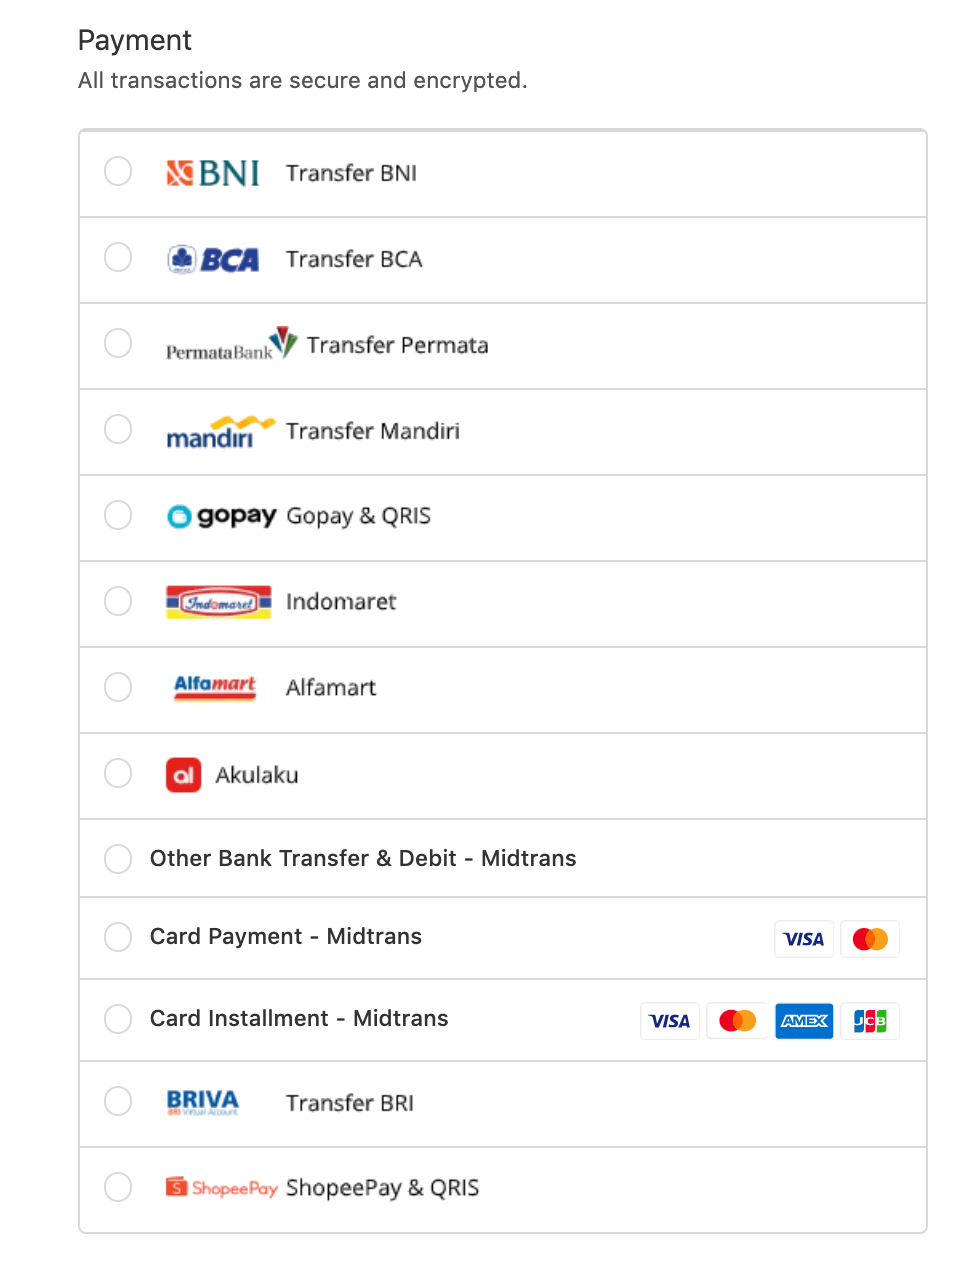 Payment
All transactions are secure and encrypted.
BNI Transfer BNI
BCA Transfer BCA
PermataBank Transfer Permata
mandiri Transfer Mandiri
gopay Gopay & QRIS
Indomaret Indomaret
Alfamart Alfamart
al Akulaku
Other Bank Transfer & Debit - Midtrans
Card Payment - Midtrans VISA
Card Installment - Midtrans VISA AMEX JCB
BRIVA Transfer BRI
BRI Virtual Account
S ShopeePay ShopeePay & QRIS